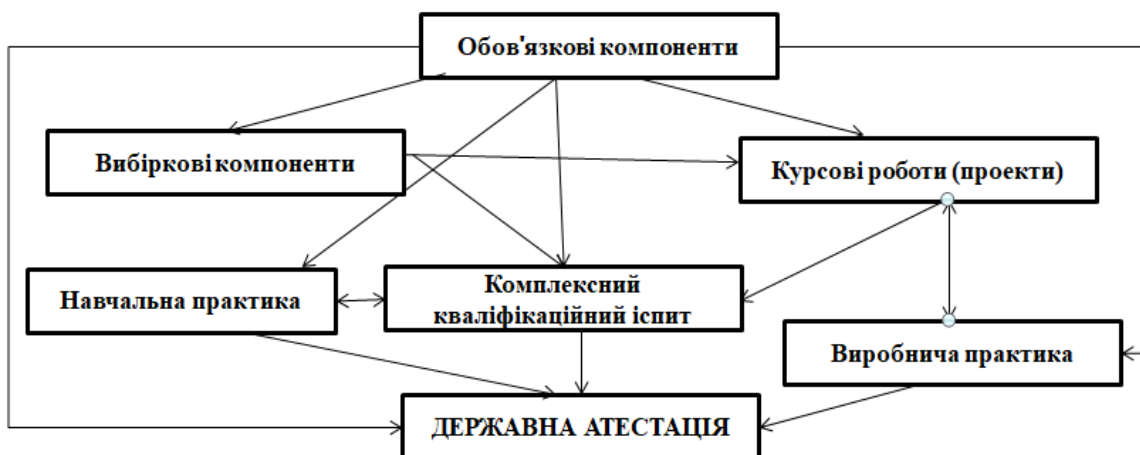 Обов'язкові компоненти
Вибіркові компоненти
Курсові роботи (проекти)
Навчальна практика
Комплексний
кваліфікаційний іспит
Виробнича практика
ДЕРЖАВНА АТЕСТАЦІЯ